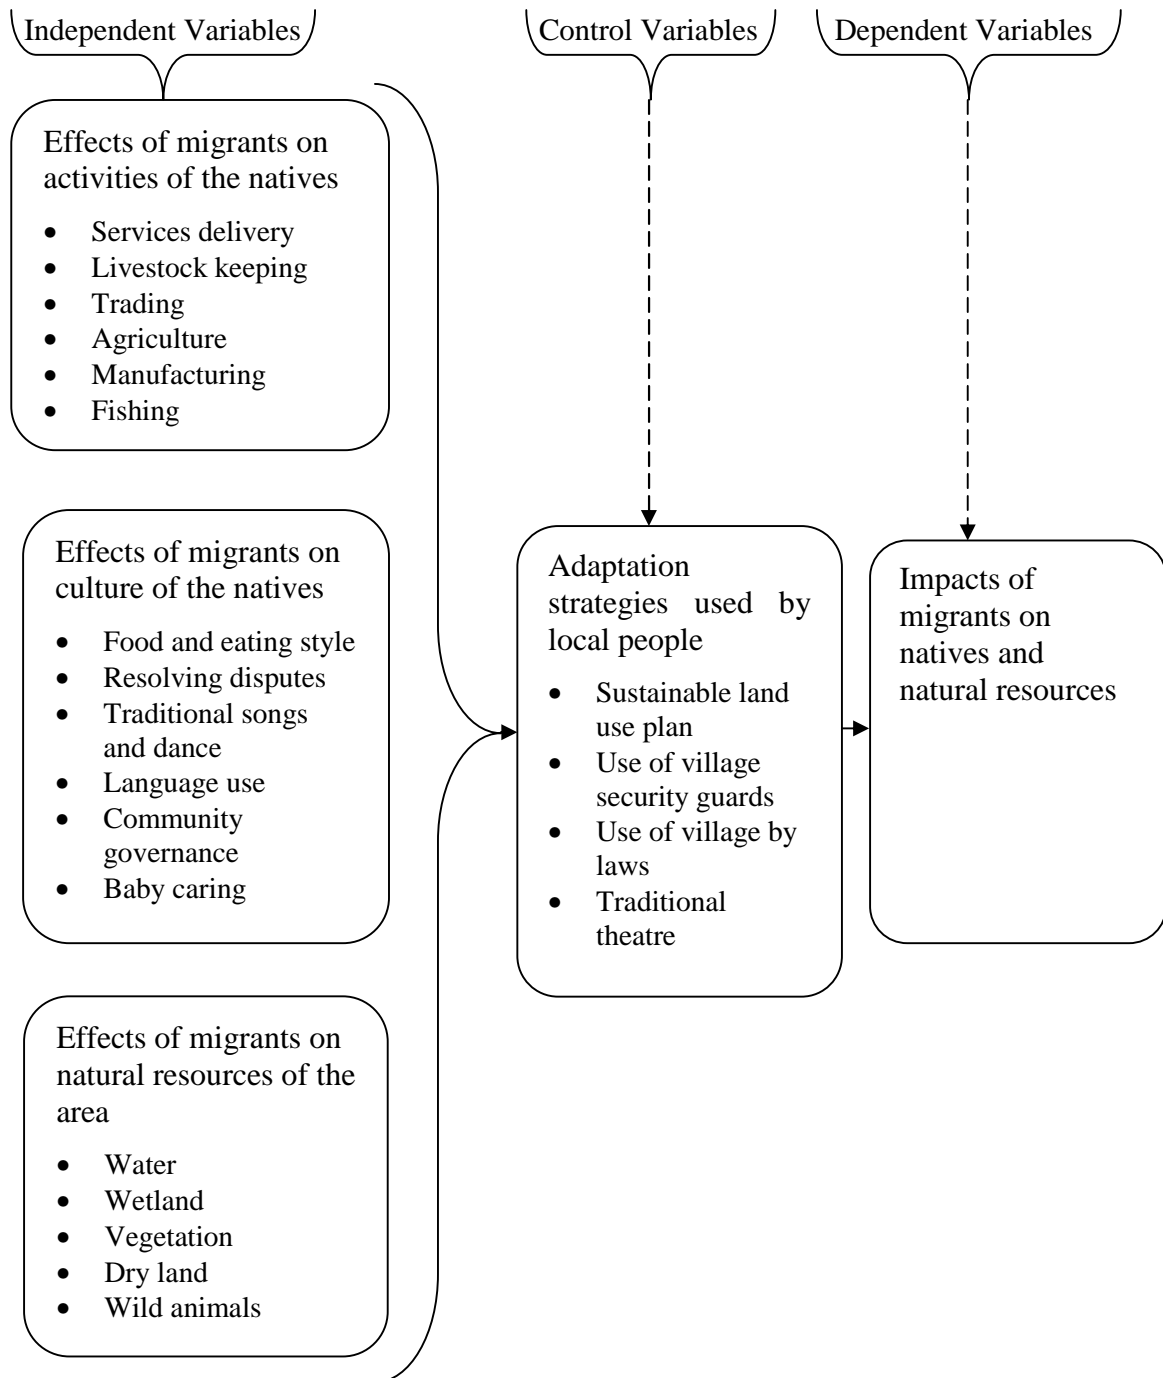 Independent Variables
Control Variables
Dependent Variables
Effects of migrants on
activities of the natives
• Services delivery
• Livestock keeping
• Trading
• Agriculture
• Manufacturing
• Fishing
Effects of migrants on
culture of the natives
• Food and eating style
• Resolving disputes
• Traditional songs
and dance
• Language use
• Community
governance
• Baby caring
Effects of migrants on
natural resources of the
area
• Water
• Wetland
• Vegetation
• Dry land
• Wild animals
Adaptation
strategies used by
local people
• Sustainable land
use plan
• Use of village
security guards
• Use of village by
laws
• Traditional
theatre
Impacts of
migrants on
natives and
natural resources